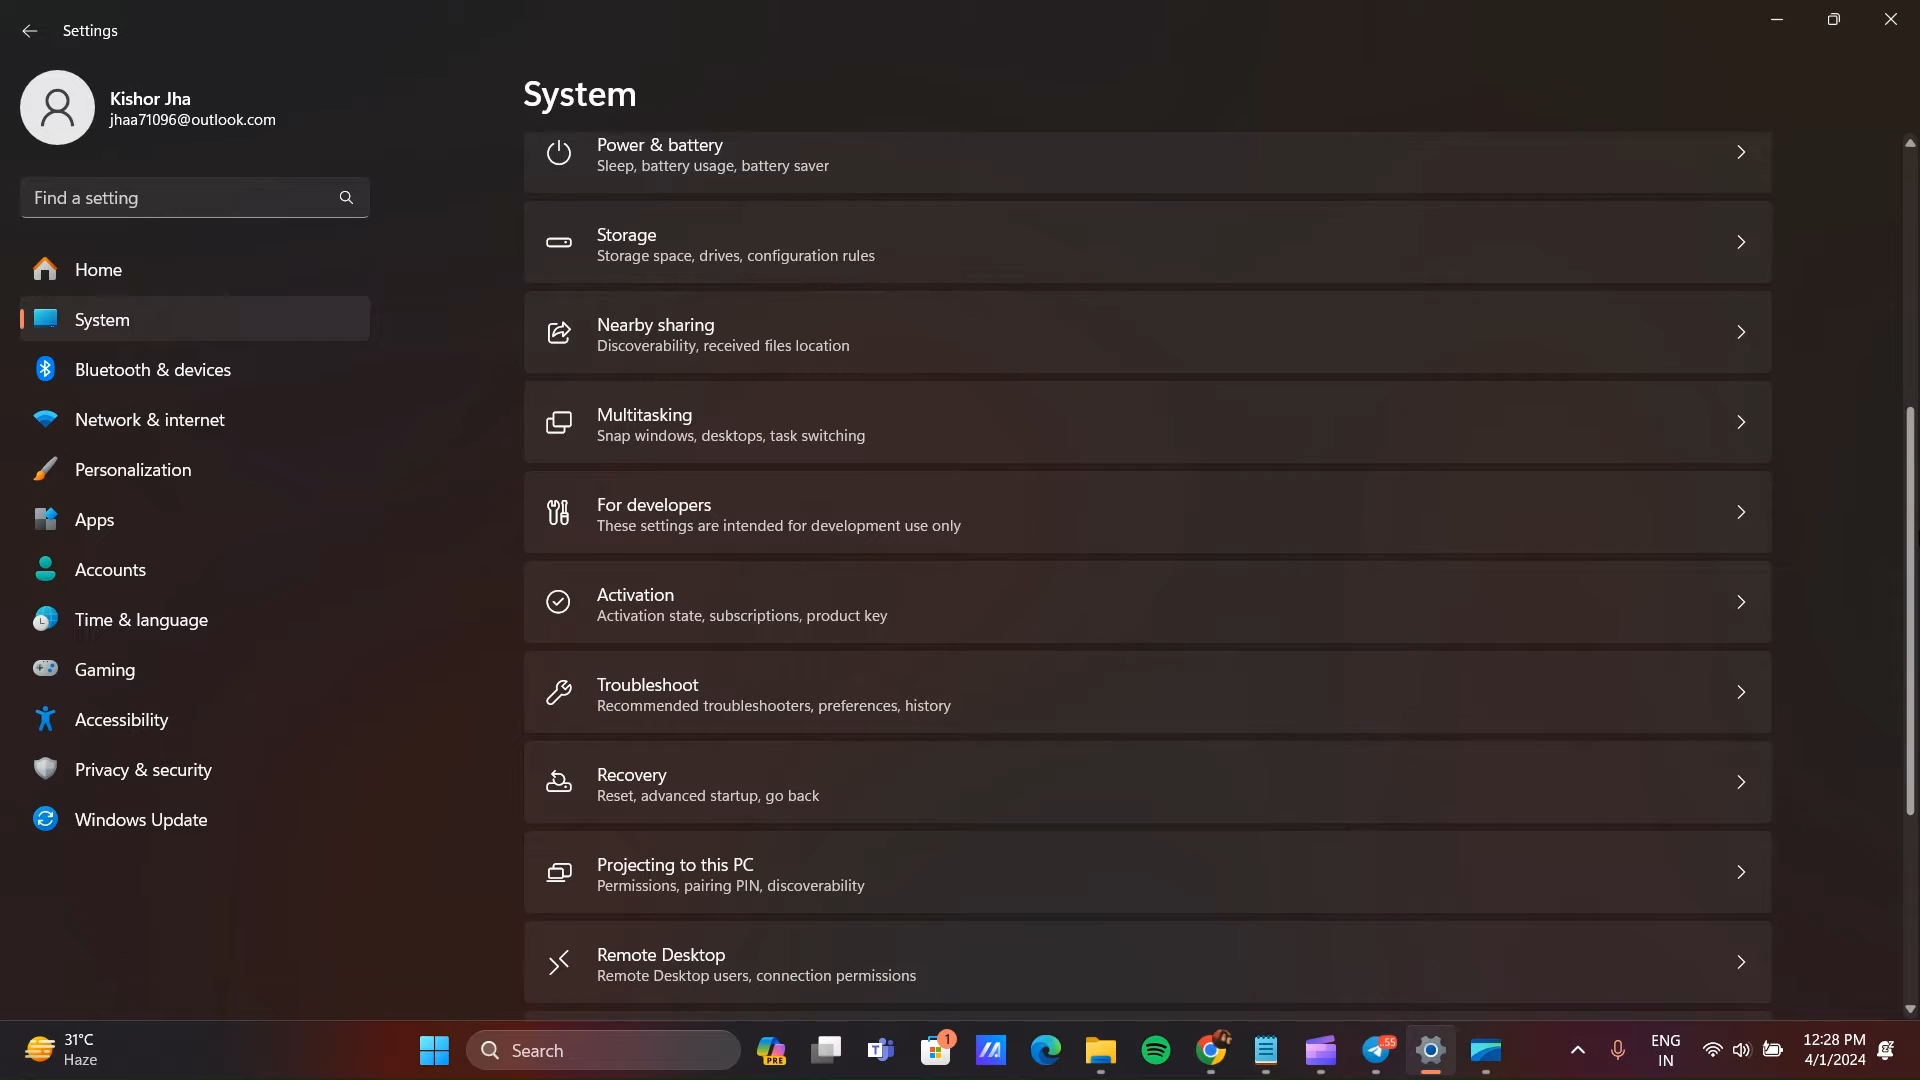 Settings
Kishor Jha
jhaa71096@outlook.com
Find a setting
Home
System
Bluetooth & devices
Network & internet
Personalization
Apps
Accounts
Time & language
Gaming
Accessibility
Privacy & security
Windows Update
System
Power & battery
Sleep, battery usage, battery saver
Storage
Storage space, drives, configuration rules
Nearby sharing
Discoverability, received files location
Multitasking
Snap windows, desktops, task switching
For developers
These settings are intended for development use only
Activation
Activation state, subscriptions, product key
Troubleshoot
Recommended troubleshooters, preferences, history
Recovery
Reset, advanced startup, go back
Projecting to this PC
Permissions, pairing PIN, discoverability
Remote Desktop
Remote Desktop users, connection permissions
31°C
Haze
Search
PRE
1
55
ENG
IN
12:28 PM
4/1/2024